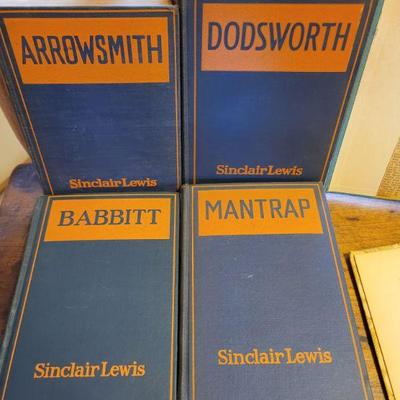 ARROWSMITH
Sinclair Lewis
DODSWORTH
Sinclair Lewis
BABBITT
Sinclair Lewis
MANTRAP
Sinclair Lewis